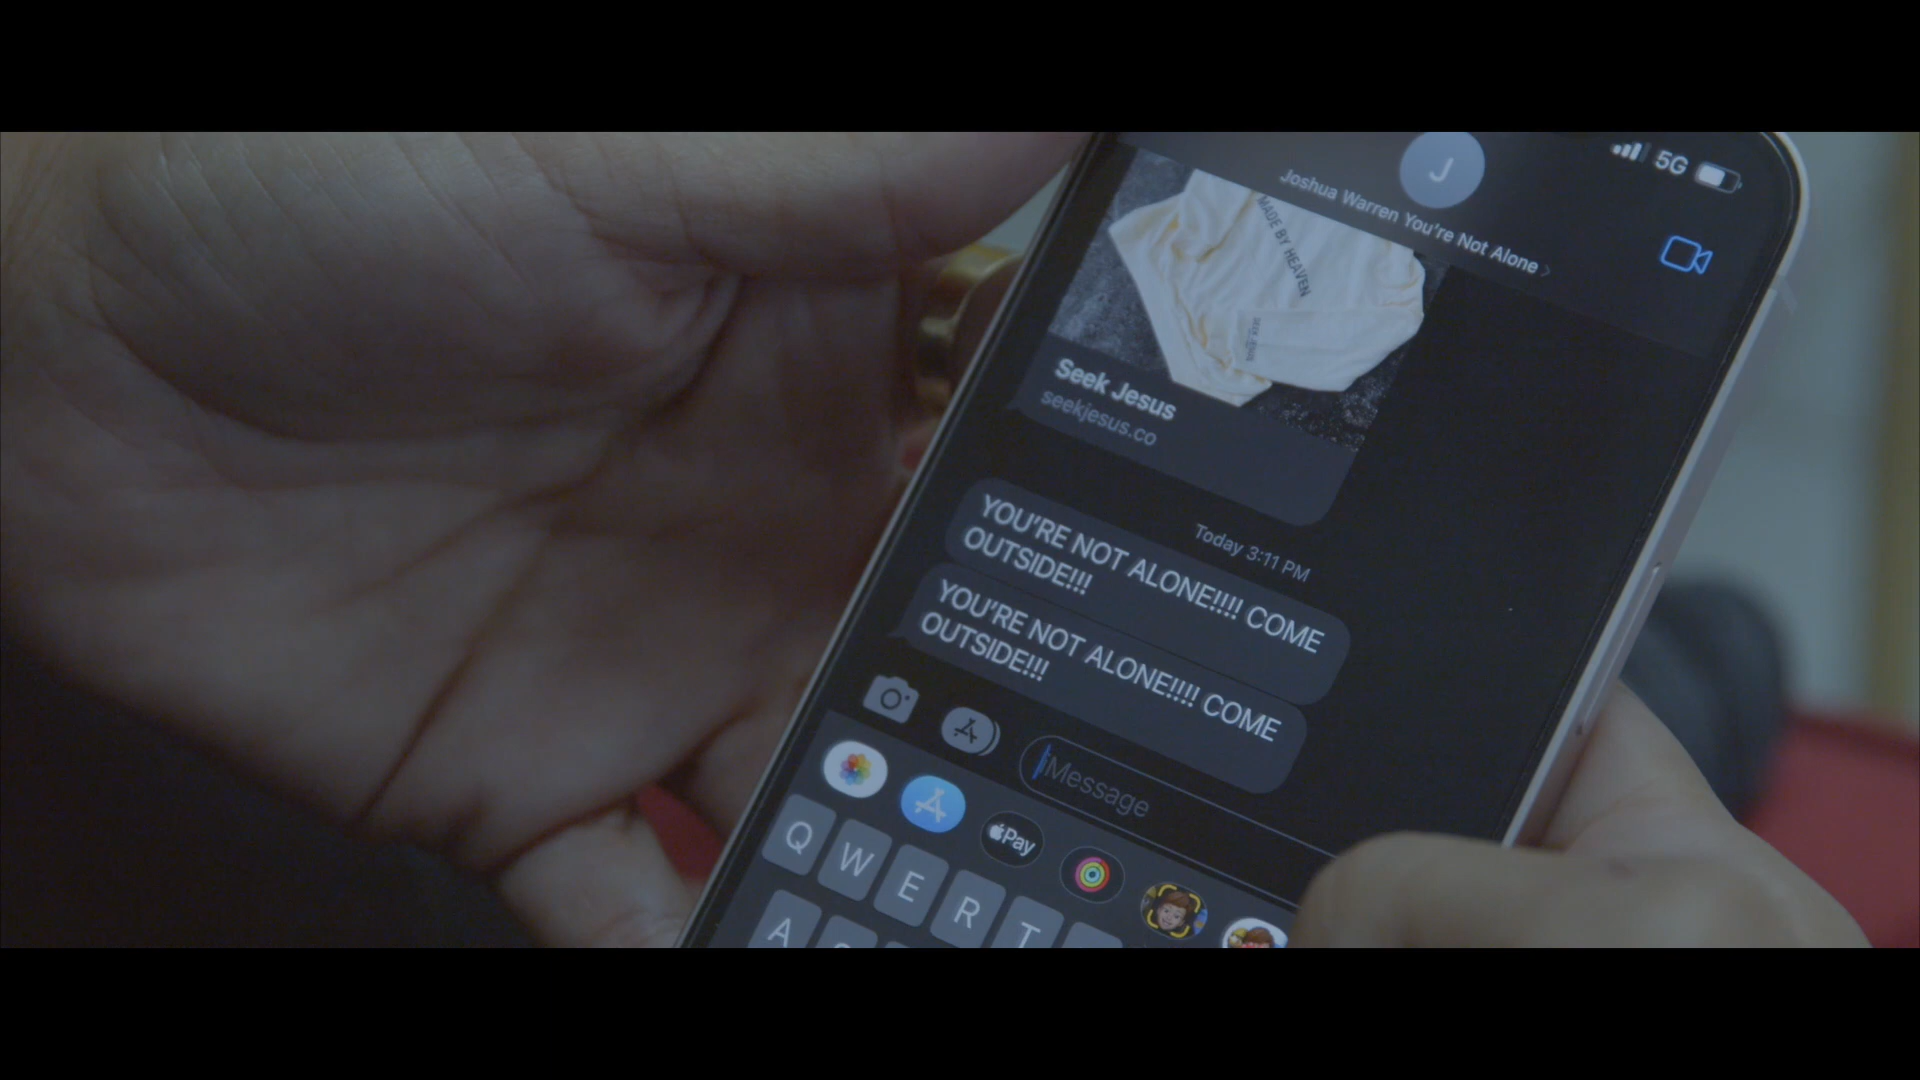 5G
J
Joshua Warren You're Not Alone
MADE BY HEAVEN
Seek Jesus
seekjesus.co
Today 3:11 PM
YOU'RE NOT ALONE!!!! COME
OUTSIDE!!!
YOU'RE NOT ALONE!!!! COME
OUTSIDE!!!
Message
Pay
Q W E R T
A